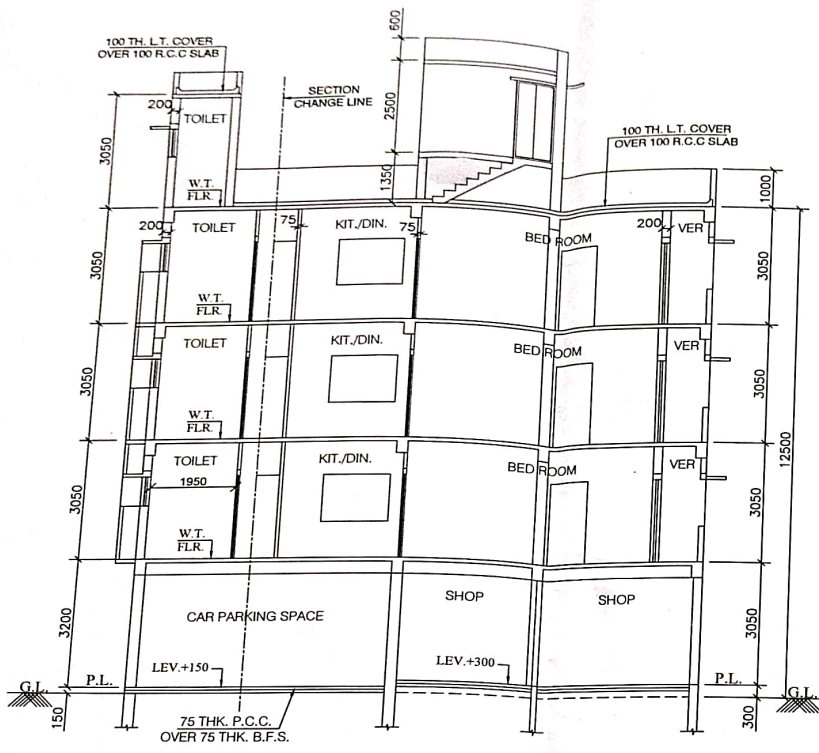 600
100 TH. L.T. COVER
OVER 100 R.C.C SLAB
SECTION
CHANGE LINE
2500
200
TOILET
3050
100 TH. L.T. COVER
OVER 100 R.C.C SLAB
W.T.
FLR.
1350
1000
200
TOILET
75
KIT./DIN.
75
BED ROOM
200
VER
3050
3050
W.T.
FLR.
TOILET
KIT./DIN.
BED ROOM
VER
3050
3050
12500
W.T.
FLR.
TOILET
KIT./DIN.
BED ROOM
VER
1950
3050
3050
W.T.
FLR.
3200
CAR PARKING SPACE
SHOP
SHOP
3050
LEV.+150
LEV.+300
G.L.
P.L.
P.L.
G.L.
150
300
75 THK. P.C.C.
OVER 75 THK. B.F.S.